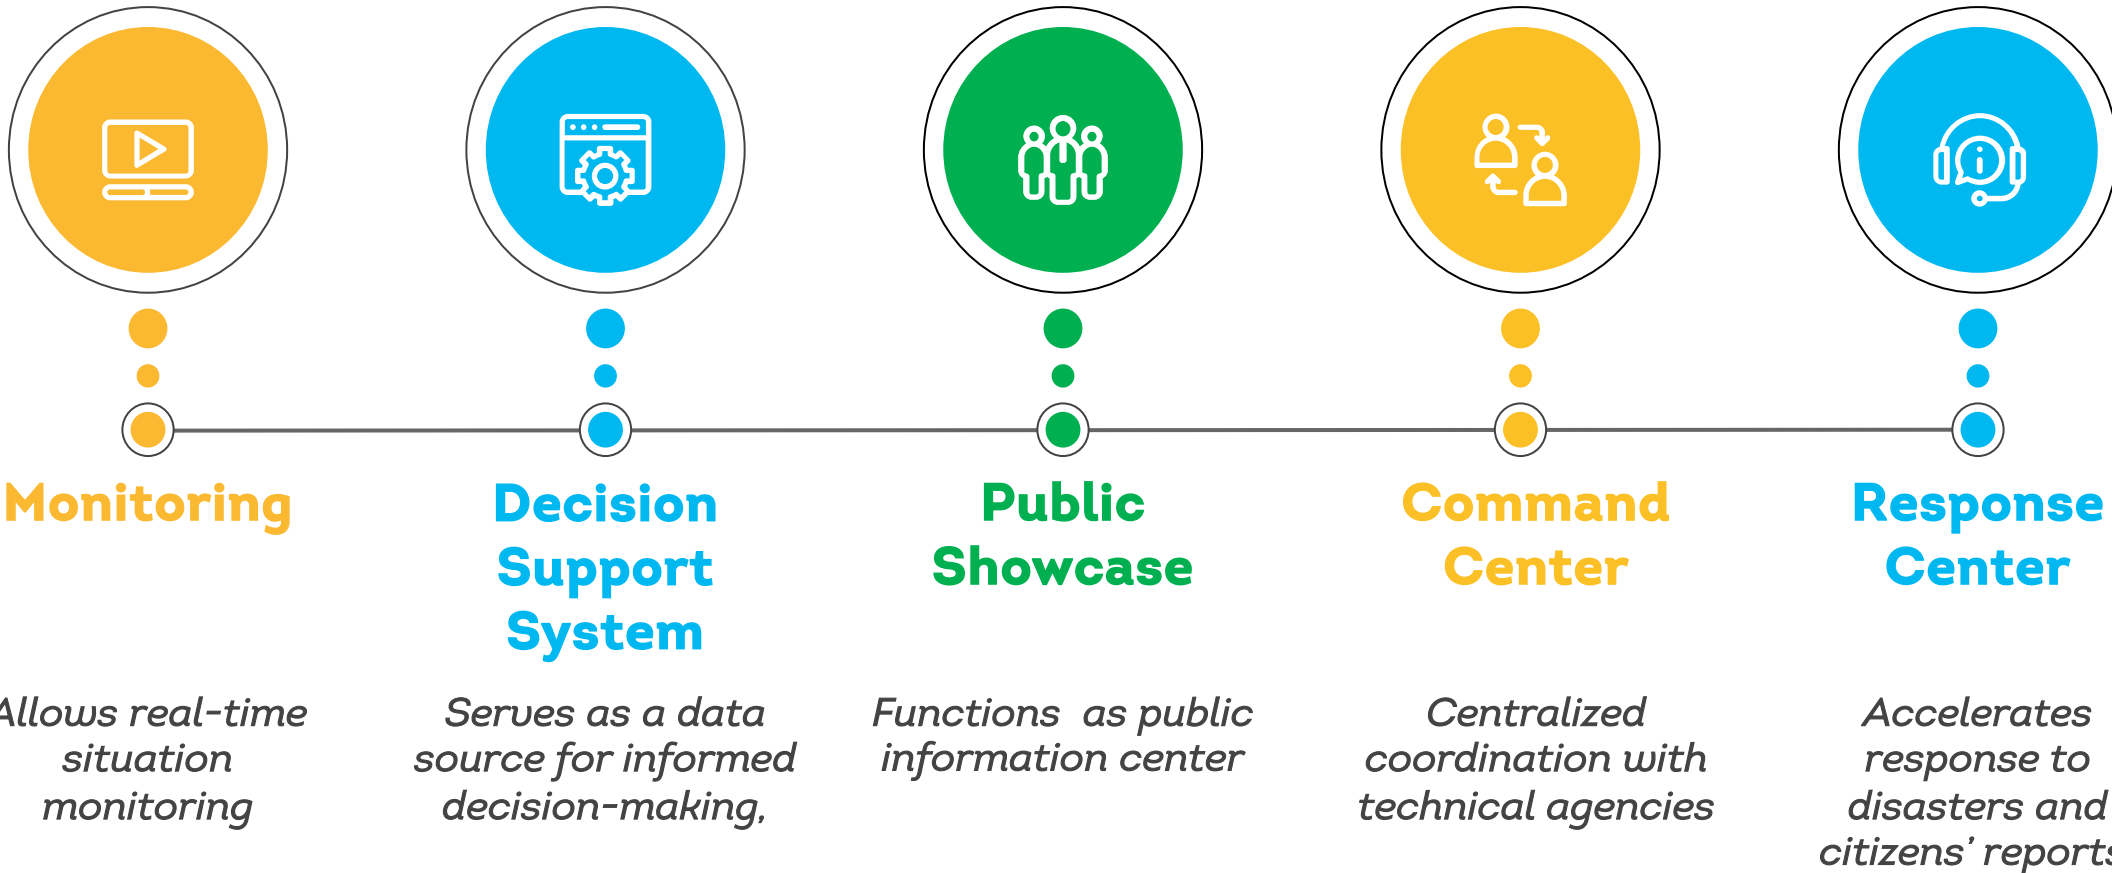 Monitoring
Allows real-time
situation
monitoring
Decision
Support
System
Serves as a data
source for informed
decision-making,
Public
Showcase
Functions  as public
information center
Command
Center
Centralized
coordination with
technical agencies
Response
Center
Accelerates
response to
disasters and
citizens’ reports